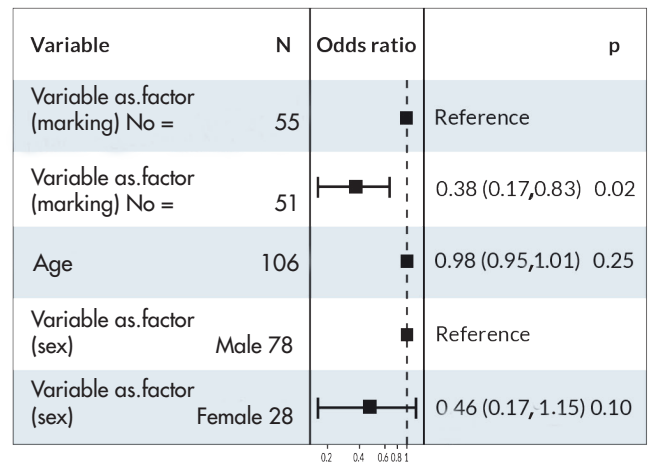 Variable N Odds ratio p
Variable as.factor
(marking) No = 55 Reference
Variable as.factor
(marking) No = 51 0.38 (0.17,0.83) 0.02
Age 106 0.98 (0.95,1.01) 0.25
Variable as.factor
(sex) Male 78 Reference
Variable as.factor
(sex) Female 28 0 46 (0.17,-1.15) 0.10
0.2 0.4 0.6 0.8 1